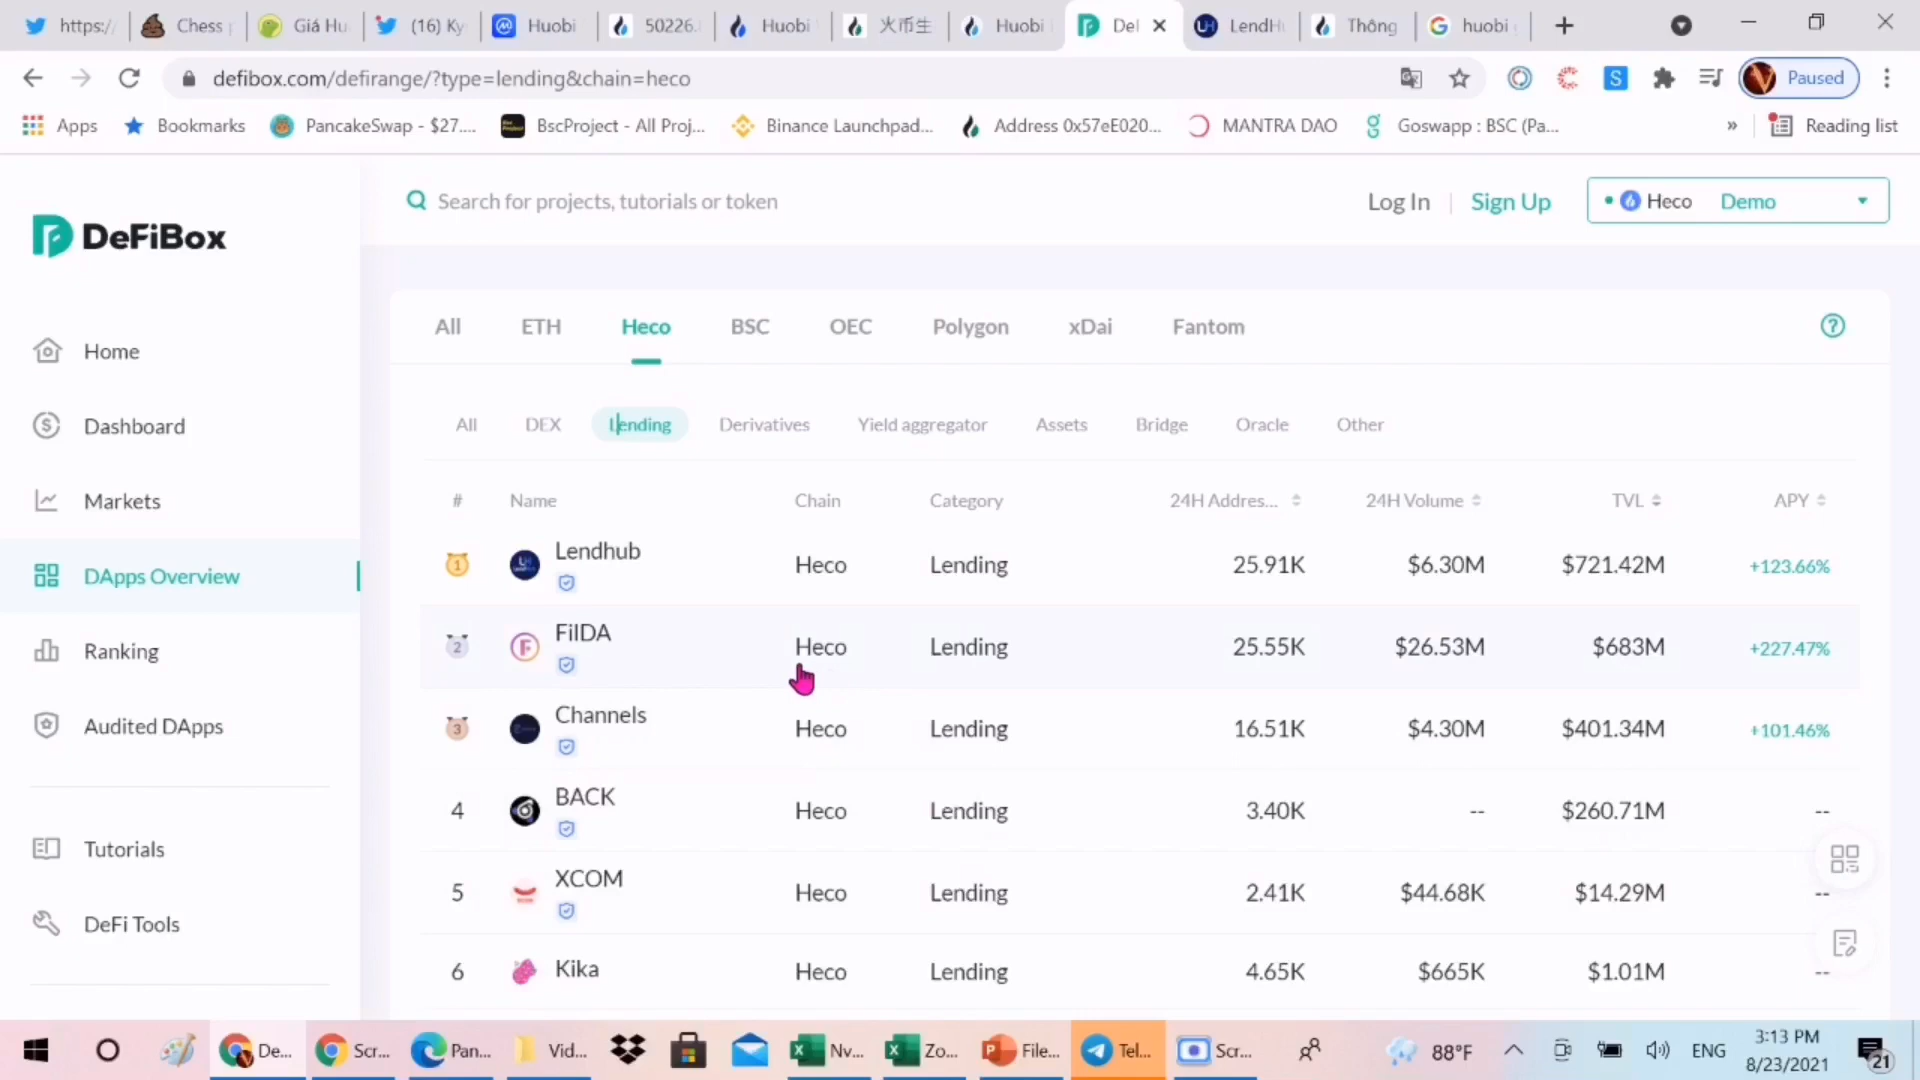 https:/
Chess
Giá Hu
(16) Ky
Huobi
50226.
Huobi
火币生
Huobi
Def
LendHu
Thông
huobi
defibox.com/defirange/?type=lending&chain=heco
Paused
Apps
Bookmarks
PancakeSwap - $27....
BscProject - All Proj...
Binance Launchpad...
Address 0x57eE020...
MANTRA DAO
Goswapp : BSC (Pa...
»
Reading list
DeFiBox
Search for projects, tutorials or token
Log In
Sign Up
Heco
Demo
Home
Dashboard
Markets
DApps Overview
Ranking
Audited DApps
Tutorials
DeFi Tools
All
ETH
Heco
BSC
OEC
Polygon
xDai
Fantom
All
DEX
Lending
Derivatives
Yield aggregator
Assets
Bridge
Oracle
Other
# Name Chain Category 24H Addres... 24H Volume TVL APY
1 Lendhub Heco Lending 25.91K $6.30M $721.42M +123.66%
2 FilDA Heco Lending 25.55K $26.53M $683M +227.47%
3 Channels Heco Lending 16.51K $4.30M $401.34M +101.46%
4 BACK Heco Lending 3.40K -- $260.71M --
5 XCOM Heco Lending 2.41K $44.68K $14.29M --
6 Kika Heco Lending 4.65K $665K $1.01M --
De...
Scr...
Pan...
Vid...
Nv...
Zo...
File...
Tel...
Scr...
88°F
ENG
3:13 PM
8/23/2021
21